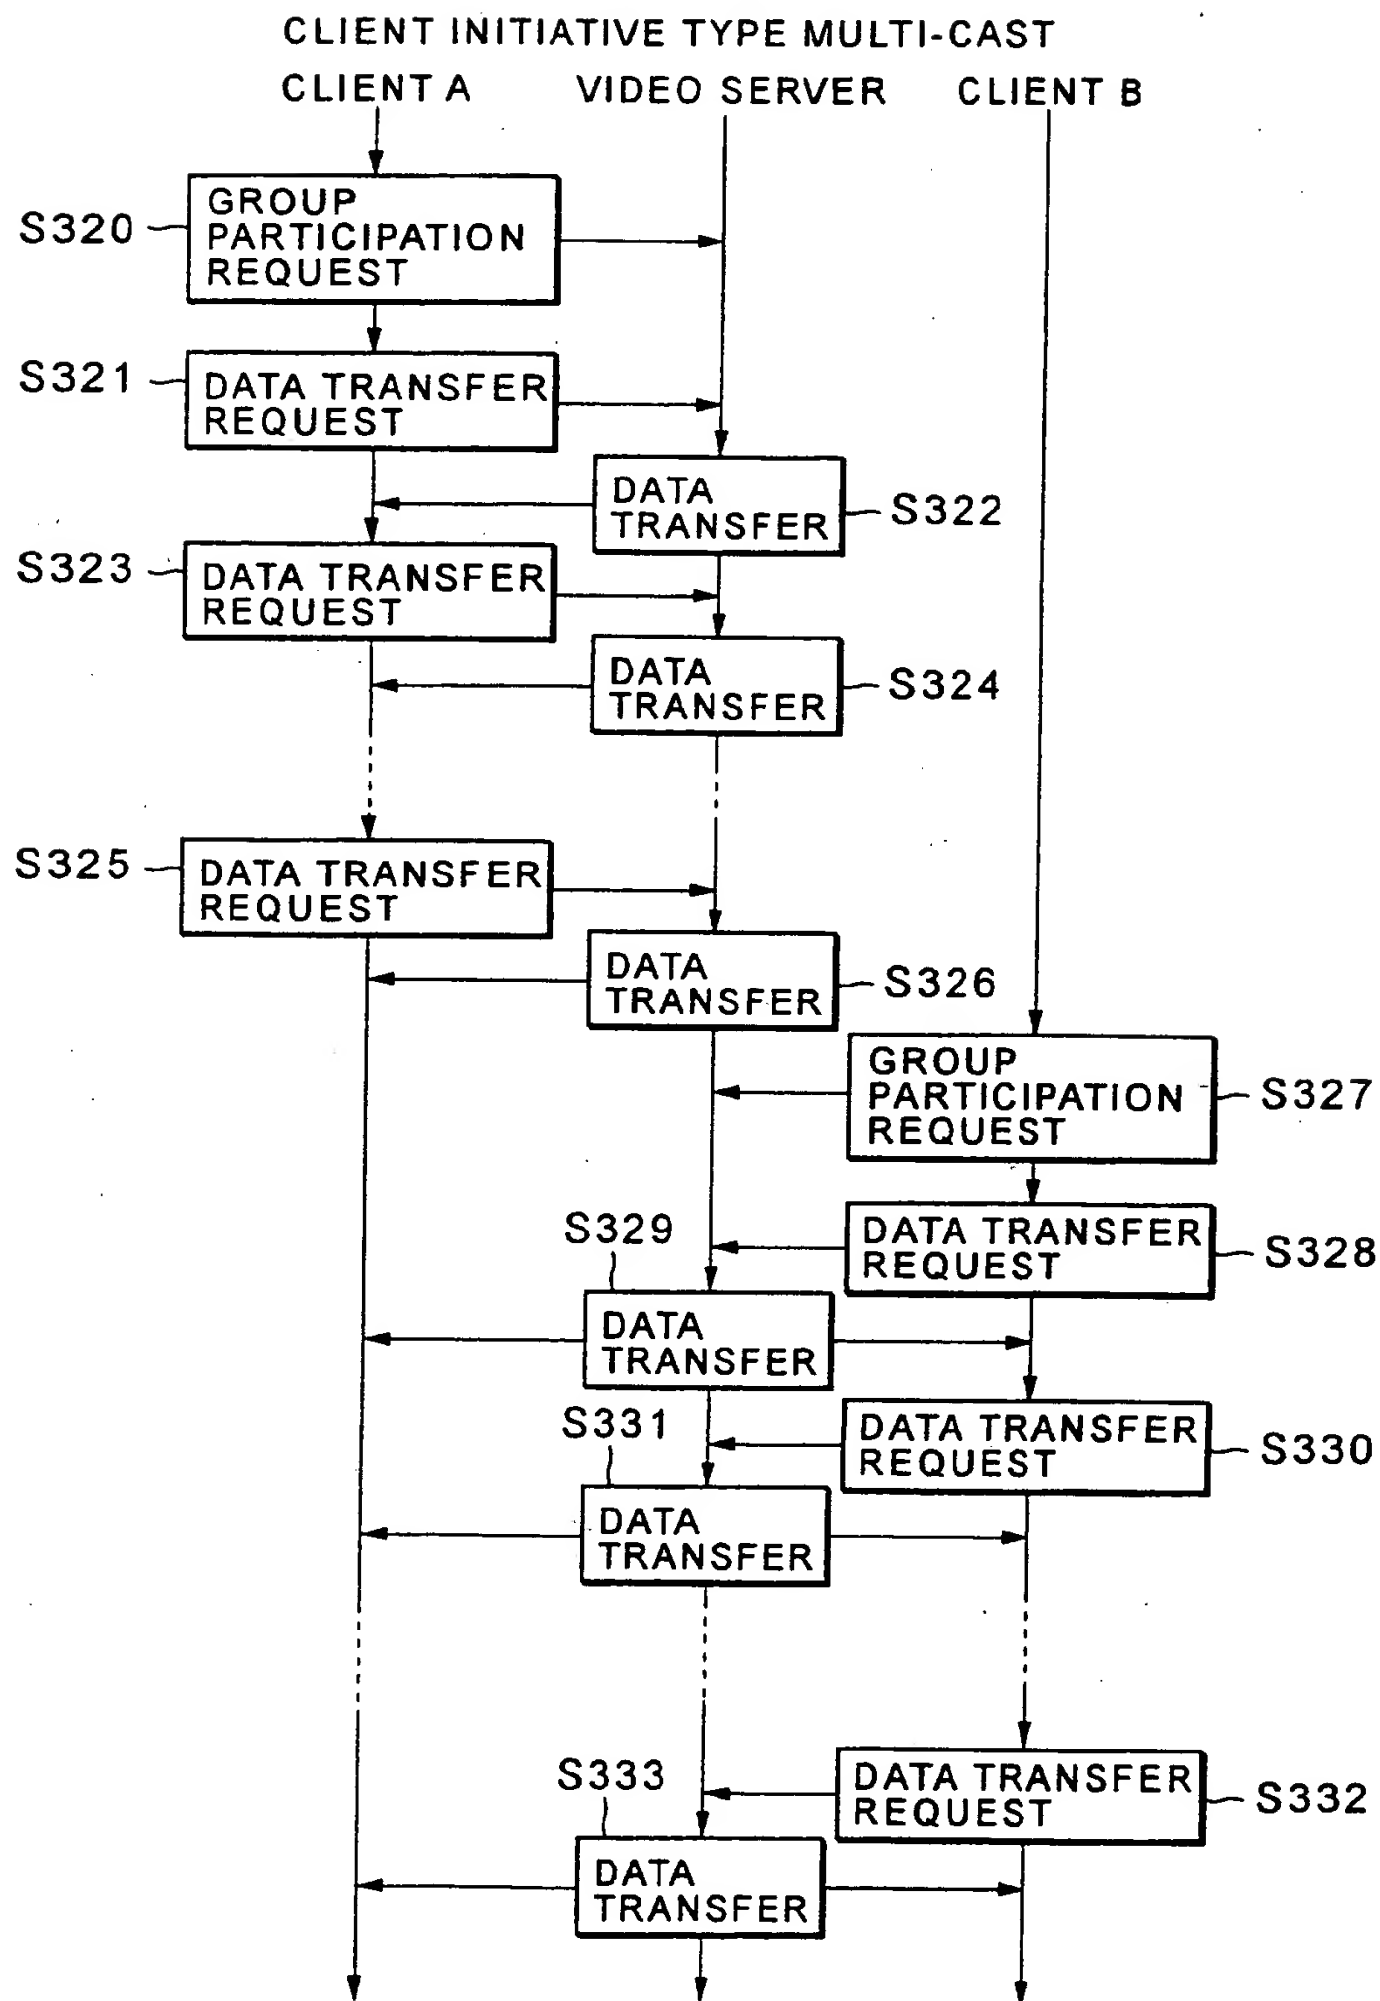 CLIENT INITIATIVE TYPE MULTI-CAST
CLIENT A
VIDEO SERVER
CLIENT B
S320
GROUP
PARTICIPATION
REQUEST
S321
DATA TRANSFER
REQUEST
DATA
TRANSFER
S322
S323
DATA TRANSFER
REQUEST
DATA
TRANSFER
S324
S325
DATA TRANSFER
REQUEST
DATA
TRANSFER
S326
GROUP
PARTICIPATION
REQUEST
S327
DATA TRANSFER
REQUEST
S328
S329
DATA
TRANSFER
DATA TRANSFER
REQUEST
S330
S331
DATA
TRANSFER
DATA TRANSFER
REQUEST
S332
S333
DATA
TRANSFER